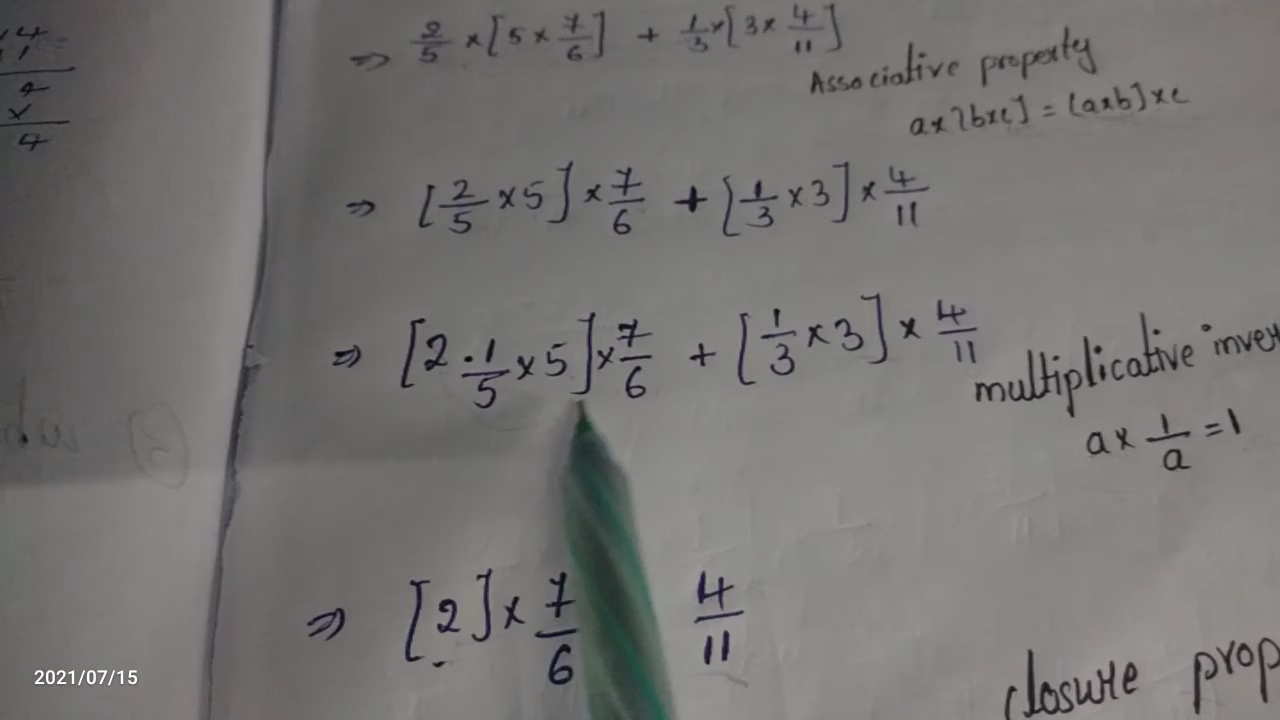 4
⇒ 2/5 × [5 × 7/6] + 1/3 × [3 × 4/11]
Associative property
a×[b×c] = [a×b]×c
⇒ [2/5 × 5] × 7/6 + [1/3 × 3] × 4/11
⇒ [2 · 1/5 × 5] × 7/6 + [1/3 × 3] × 4/11
multiplicative inver
a × 1/a = 1
⇒ [2] × 7/6 4/11
closure prop
2021/07/15